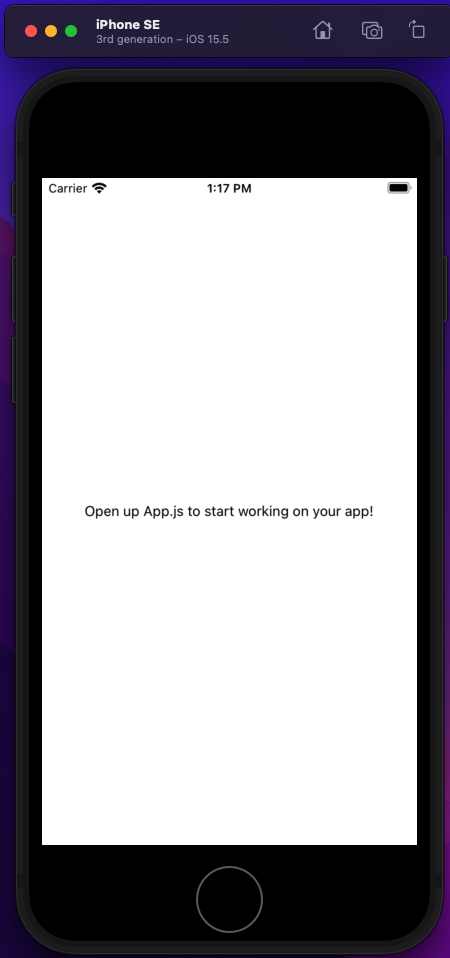 iPhone SE
3rd generation – iOS 15.5
Carrier 1:17 PM
Open up App.js to start working on your app!